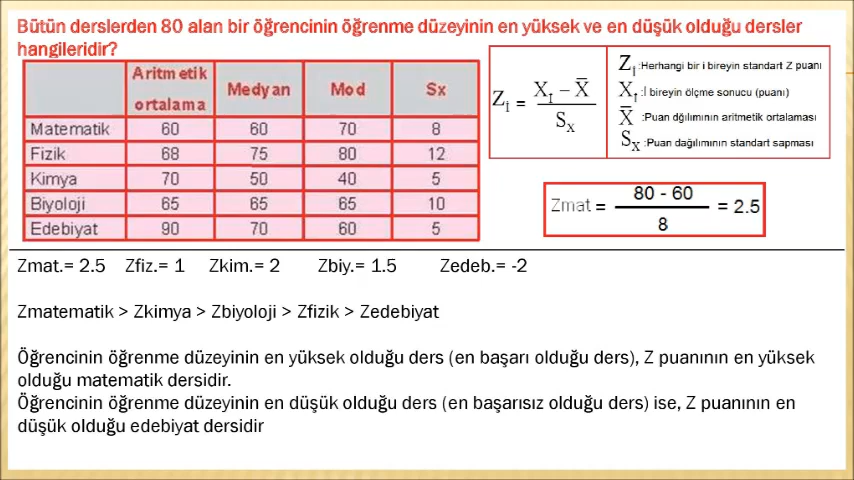 Bütün derslerden 80 alan bir öğrencinin öğrenme düzeyinin en yüksek ve en düşük olduğu dersler
hangileridir?
Aritmetik ortalama Medyan Mod Sx
Matematik 60 60 70 8
Fizik 68 75 80 12
Kimya 70 50 40 5
Biyoloji 65 65 65 10
Edebiyat 90 70 60 5
Zİ = Xİ – X̅ / SX
Zİ :Herhangi bir i bireyin standart Z puanı
Xİ :İ bireyin ölçme sonucu (puanı)
X̅ :Puan dğılımının aritmetik ortalaması
SX :Puan dağılımının standart sapması
Zmat = 80 - 60 / 8 = 2.5
Zmat.= 2.5 Zfiz.= 1 Zkim.= 2 Zbiy.= 1.5 Zedeb.= -2
Zmatematik > Zkimya > Zbiyoloji > Zfizik > Zedebiyat
Öğrencinin öğrenme düzeyinin en yüksek olduğu ders (en başarı olduğu ders), Z puanının en yüksek
olduğu matematik dersidir.
Öğrencinin öğrenme düzeyinin en düşük olduğu ders (en başarısız olduğu ders) ise, Z puanının en
düşük olduğu edebiyat dersidir